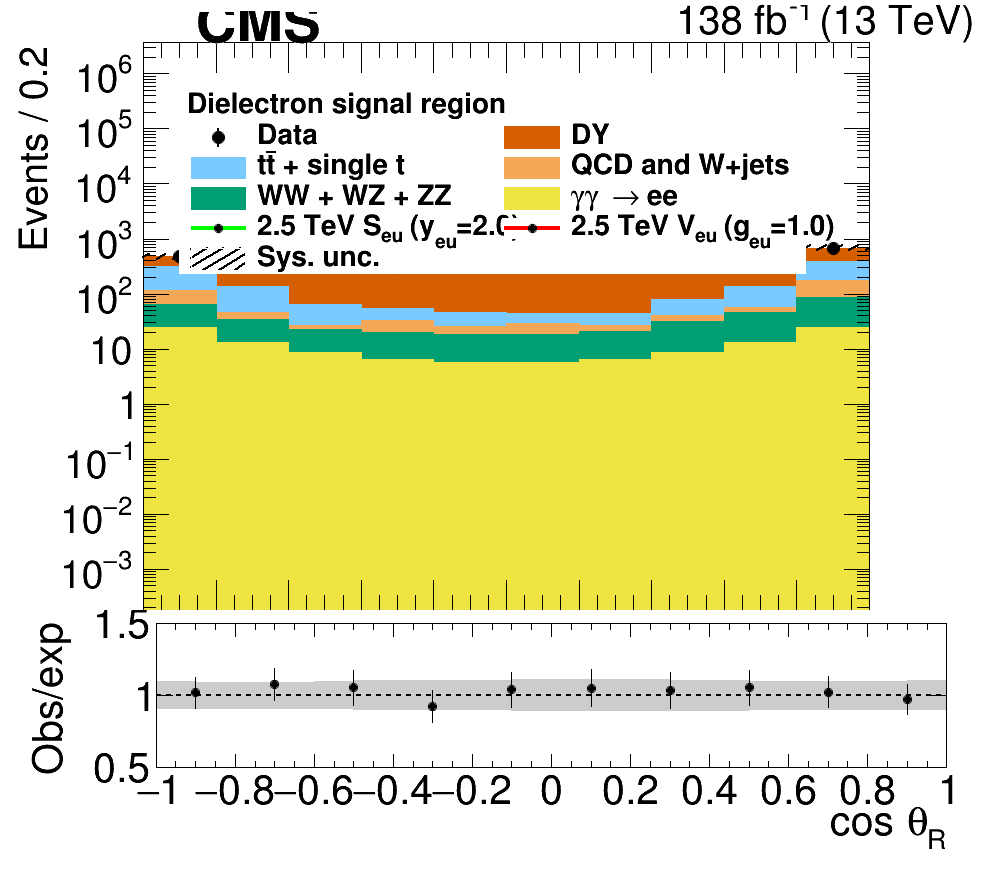 CMS 138 fb⁻¹ (13 TeV)
Events / 0.2
10⁶
10⁵
10⁴
10³
10²
10
1
10⁻¹
10⁻²
10⁻³
Dielectron signal region
Data DY
tt̄ + single t QCD and W+jets
WW + WZ + ZZ γγ → ee
2.5 TeV S_eu (y_eu=2.0) 2.5 TeV V_eu (g_eu=1.0)
Sys. unc.
Obs/exp
1.5
1
0.5
−1 −0.8 −0.6 −0.4 −0.2 0 0.2 0.4 0.6 0.8 1
cos θ_R